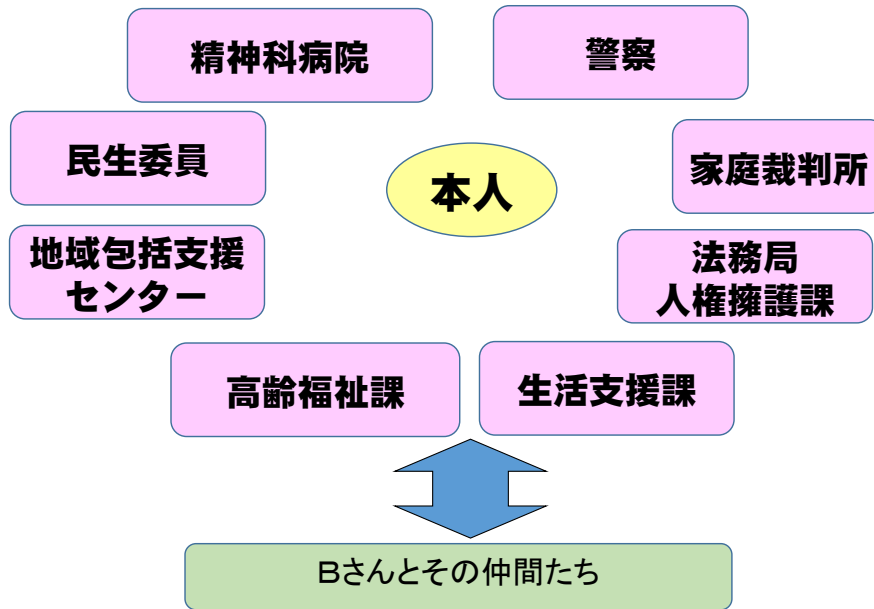 精神科病院
警察
民生委員
本人
家庭裁判所
地域包括支援
センター
法務局
人権擁護課
高齢福祉課
生活支援課
Bさんとその仲間たち